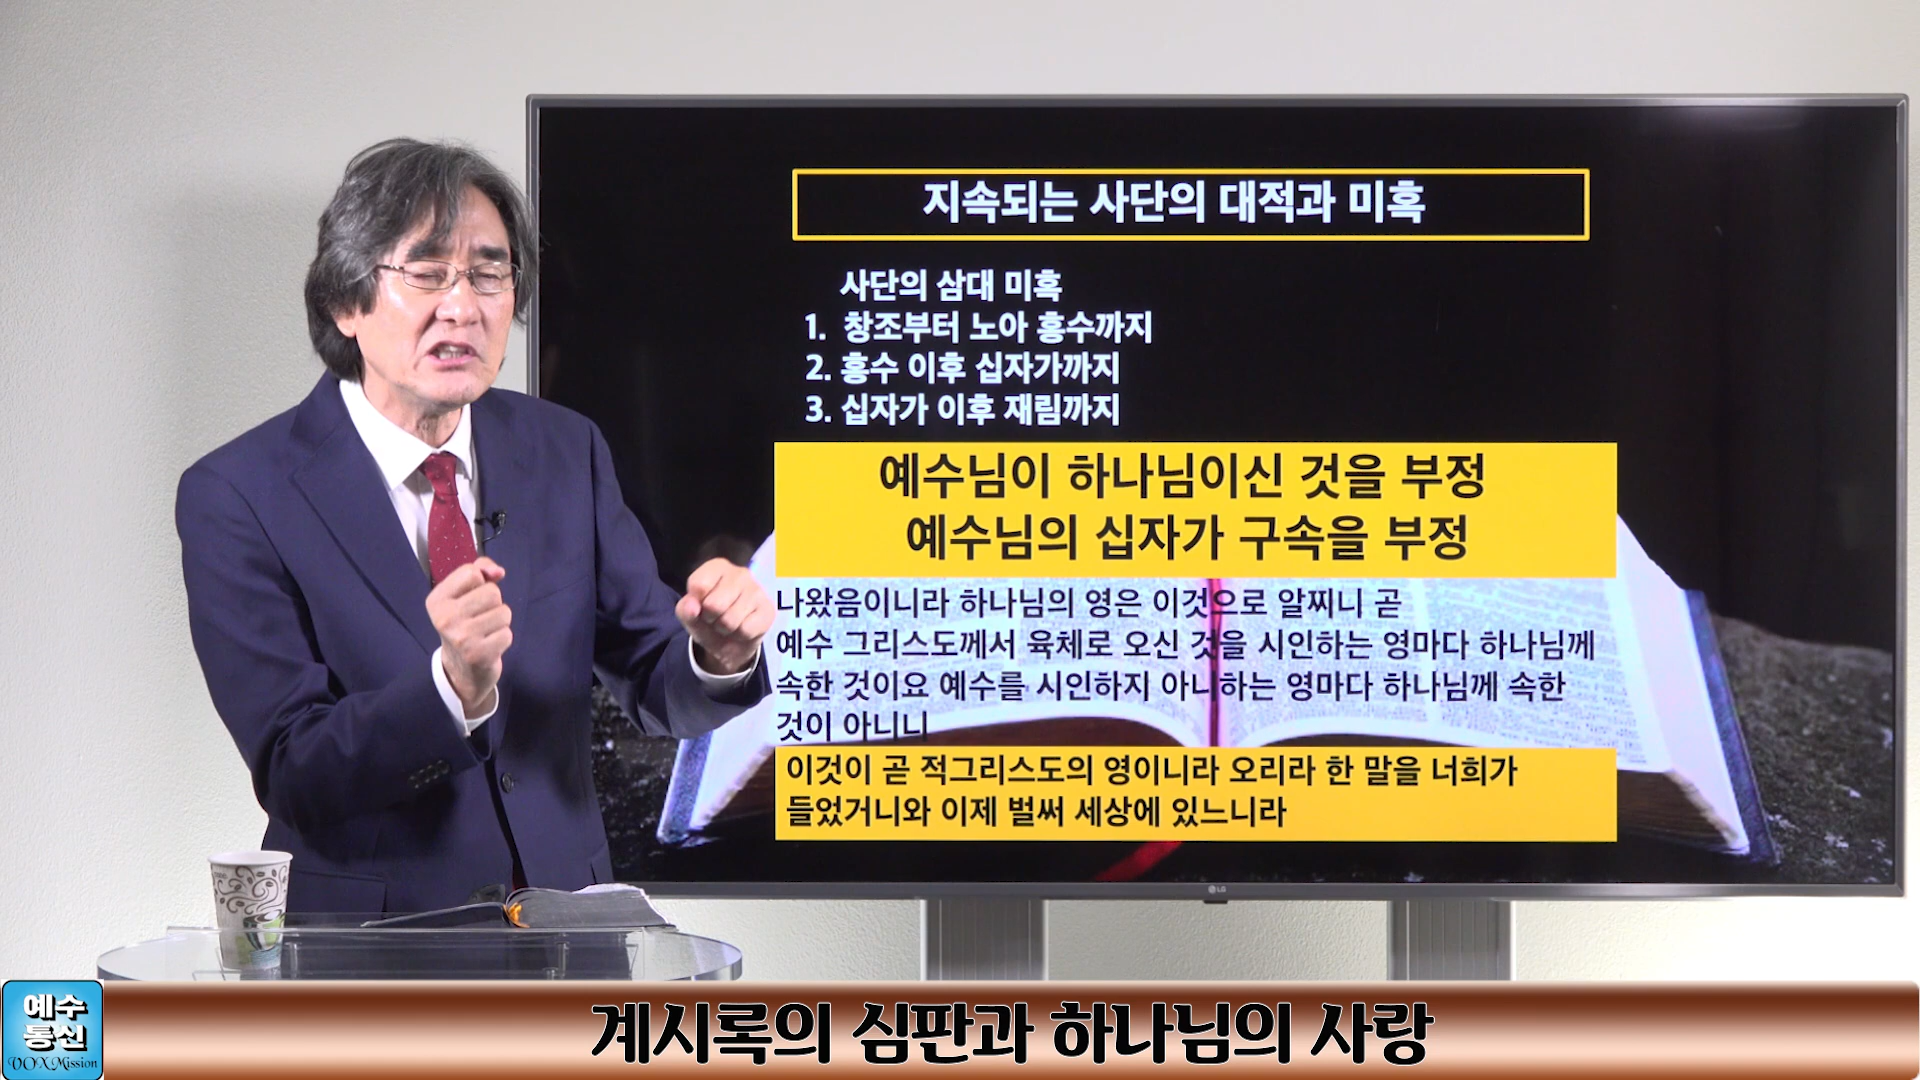 지속되는 사단의 대적과 미혹
사단의 삼대 미혹
1. 창조부터 노아 홍수까지
2. 홍수 이후 십자가까지
3. 십자가 이후 재림까지
예수님이 하나님이신 것을 부정
예수님의 십자가 구속을 부정
나왔음이니라 하나님의 영은 이것으로 알찌니 곧
예수 그리스도께서 육체로 오신 것을 시인하는 영마다 하나님께
속한 것이요 예수를 시인하지 아니하는 영마다 하나님께 속한
것이 아니니
이것이 곧 적그리스도의 영이니라 오리라 한 말을 너희가
들었거니와 이제 벌써 세상에 있느니라
LG
예수
통신
VOX Mission
계시록의 심판과 하나님의 사랑